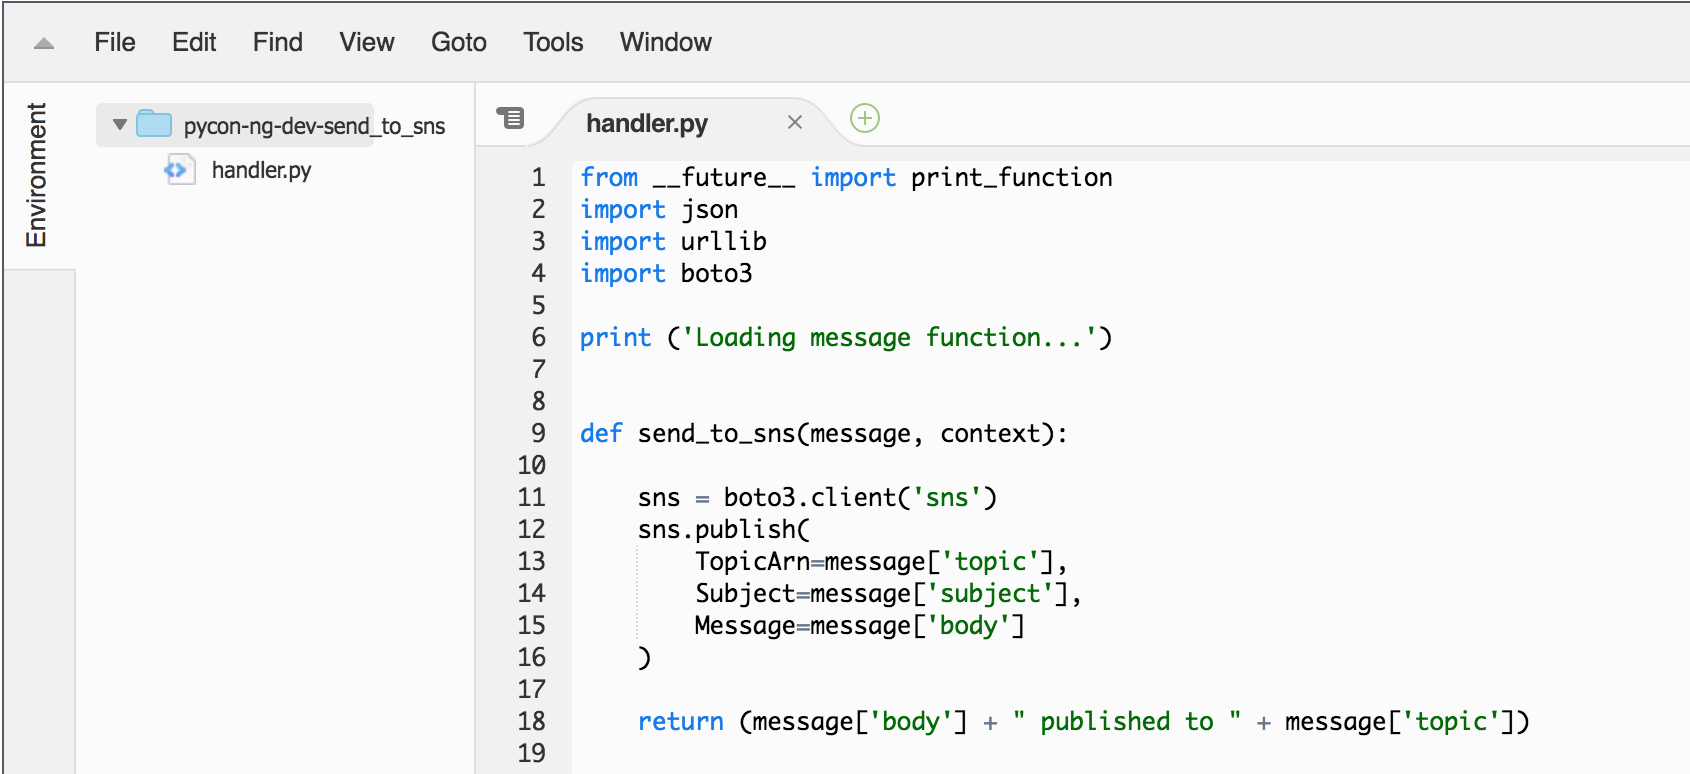 File Edit Find View Goto Tools Window
Environment
pycon-ng-dev-send_to_sns
handler.py
handler.py
1 from __future__ import print_function
2 import json
3 import urllib
4 import boto3
5
6 print ('Loading message function...')
7
8
9 def send_to_sns(message, context):
10
11     sns = boto3.client('sns')
12     sns.publish(
13         TopicArn=message['topic'],
14         Subject=message['subject'],
15         Message=message['body']
16     )
17
18     return (message['body'] + " published to " + message['topic'])
19